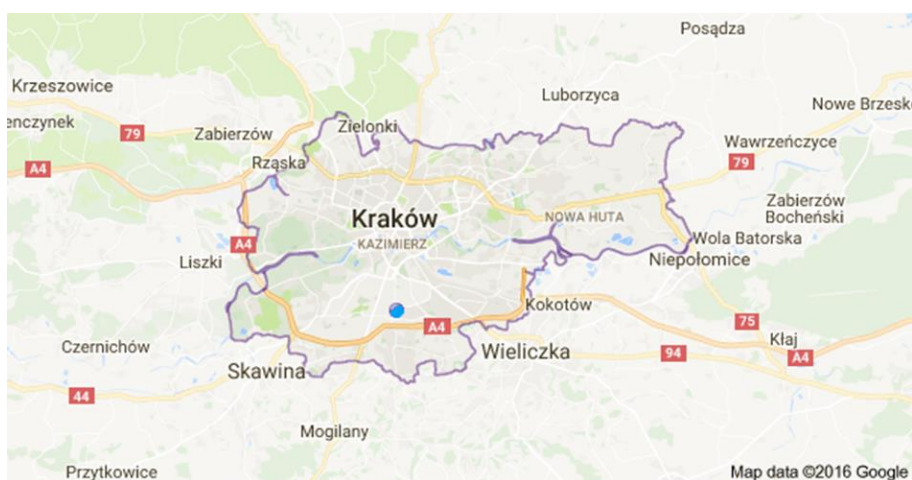 Posądza
Krzeszowice
Luborzyca
Nowe Brzesko
enczynek
79
Zabierzów
Zielonki
Wawrzeńczyce
Rząska
79
A4
Zabierzów
Bocheński
Kraków
NOWA HUTA
KAZIMIERZ
A4
Wola Batorska
Liszki
Niepołomice
Kokotów
75
A4
Kłaj
Czernichów
Wieliczka
94
A4
Skawina
44
Mogilany
Przytkowice
Map data ©2016 Google